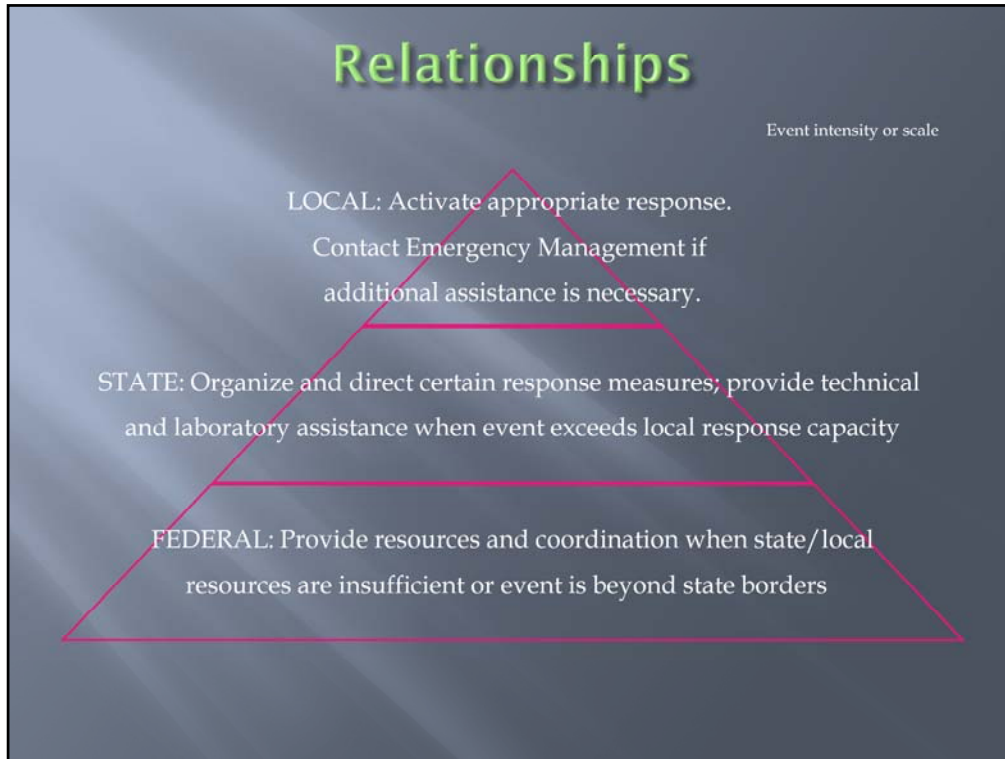 Relationships
Event intensity or scale
LOCAL: Activate appropriate response.
Contact Emergency Management if
additional assistance is necessary.
STATE: Organize and direct certain response measures; provide technical
and laboratory assistance when event exceeds local response capacity
FEDERAL: Provide resources and coordination when state/local
resources are insufficient or event is beyond state borders